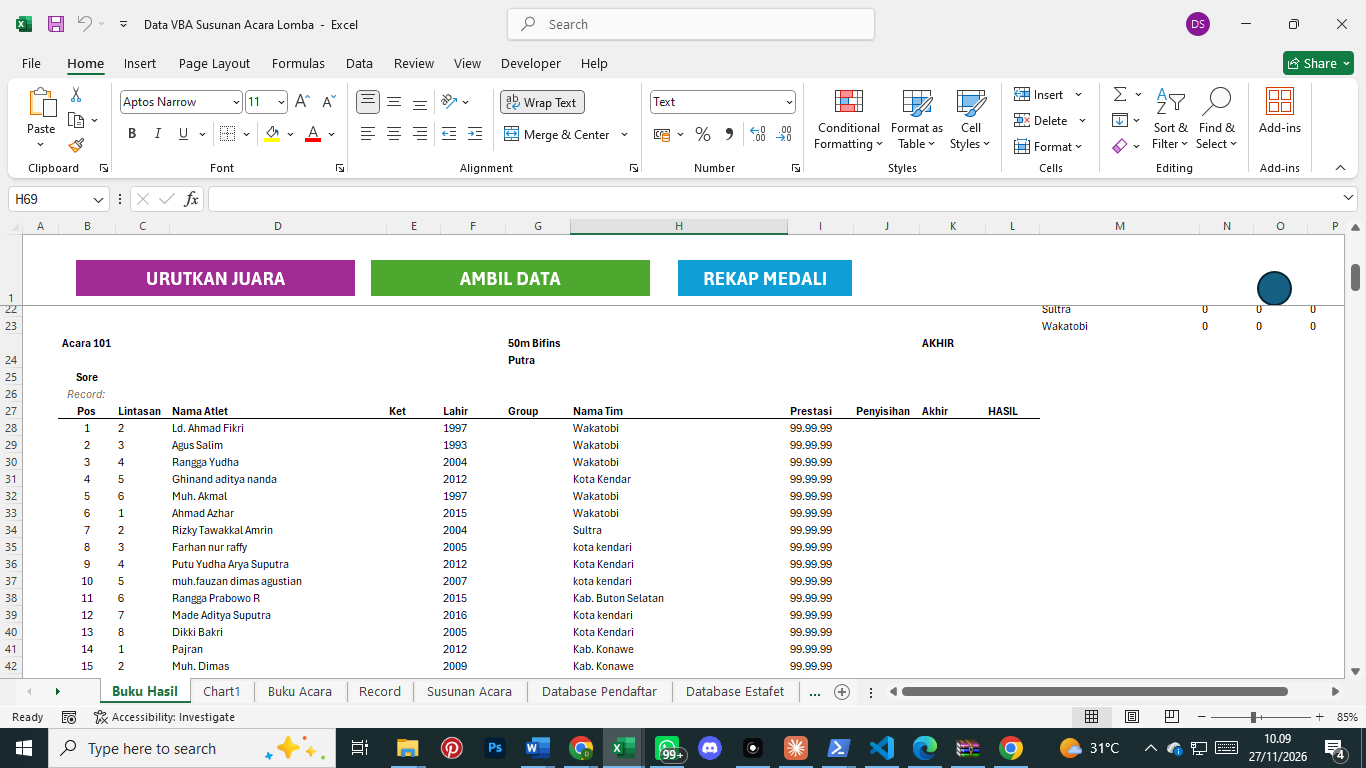 Data VBA Susunan Acara Lomba - Excel
Search
DS
File Home Insert Page Layout Formulas Data Review View Developer Help
Share
Paste
Clipboard
Aptos Narrow 11
B I U
Font
Wrap Text
Merge & Center
Alignment
Text
Number
Conditional Formatting
Format as Table
Cell Styles
Styles
Insert
Delete
Format
Cells
Sort & Filter
Find & Select
Editing
Add-ins
Add-ins
H69
fx
A B C D E F G H I J K L M N O P
1 URUTKAN JUARA AMBIL DATA REKAP MEDALI
22 Sultra 0 0 0
23 Wakatobi 0 0 0
Acara 101 50m Bifins AKHIR
24 Putra
25 Sore
26 Record:
27 Pos Lintasan Nama Atlet Ket Lahir Group Nama Tim Prestasi Penyisihan Akhir HASIL
28 1 2 Ld. Ahmad Fikri 1997 Wakatobi 99.99.99
29 2 3 Agus Salim 1993 Wakatobi 99.99.99
30 3 4 Rangga Yudha 2004 Wakatobi 99.99.99
31 4 5 Ghinand aditya nanda 2012 Kota Kendar 99.99.99
32 5 6 Muh. Akmal 1997 Wakatobi 99.99.99
33 6 1 Ahmad Azhar 2015 Wakatobi 99.99.99
34 7 2 Rizky Tawakkal Amrin 2004 Sultra 99.99.99
35 8 3 Farhan nur raffy 2005 kota kendari 99.99.99
36 9 4 Putu Yudha Arya Suputra 2012 Kota Kendari 99.99.99
37 10 5 muh.fauzan dimas agustian 2007 kota kendari 99.99.99
38 11 6 Rangga Prabowo R 2015 Kab. Buton Selatan 99.99.99
39 12 7 Made Aditya Suputra 2016 Kota kendari 99.99.99
40 13 8 Dikki Bakri 2005 Kota Kendari 99.99.99
41 14 1 Pajran 2012 Kab. Konawe 99.99.99
42 15 2 Muh. Dimas 2009 Kab. Konawe 99.99.99
Buku Hasil Chart1 Buku Acara Record Susunan Acara Database Pendaftar Database Estafet ...
Ready Accessibility: Investigate 85%
Type here to search
Ps
99+
31°C
10.09
27/11/2026
4